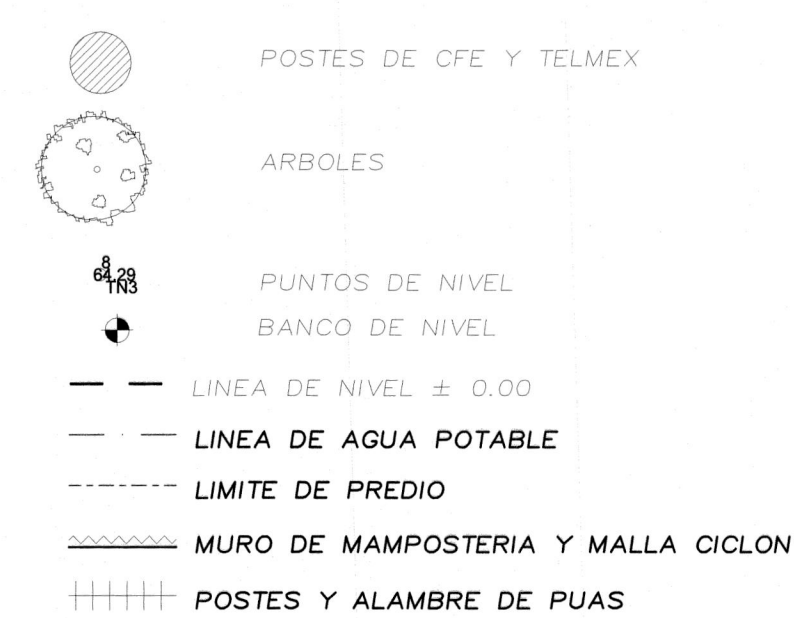 POSTES DE CFE Y TELMEX
ARBOLES
8
64.29
TN3
PUNTOS DE NIVEL
BANCO DE NIVEL
LINEA DE NIVEL ± 0.00
LINEA DE AGUA POTABLE
LIMITE DE PREDIO
MURO DE MAMPOSTERIA Y MALLA CICLON
POSTES Y ALAMBRE DE PUAS